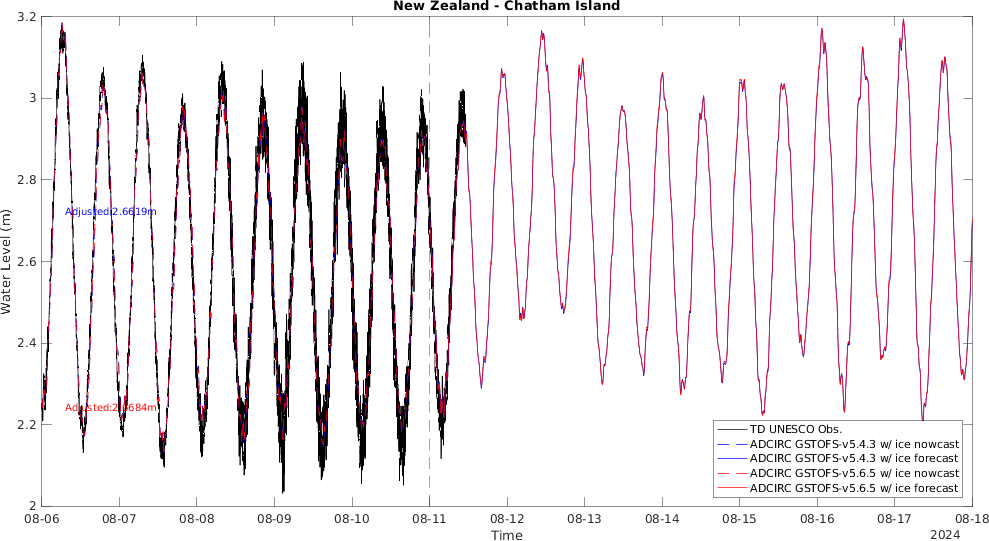 New Zealand - Chatham Island
3.2
3
2.8
2.6
2.4
2.2
2
Water Level (m)
Adjusted:2.6619m
TD UNESCO Obs.
ADCIRC GSTOFS-v5.4.3 w/ ice nowcast
ADCIRC GSTOFS-v5.4.3 w/ ice forecast
ADCIRC GSTOFS-v5.6.5 w/ ice nowcast
ADCIRC GSTOFS-v5.6.5 w/ ice forecast
08-06 08-07 08-08 08-09 08-10 08-11 08-12 08-13 08-14 08-15 08-16 08-17 08-18
Time
2024